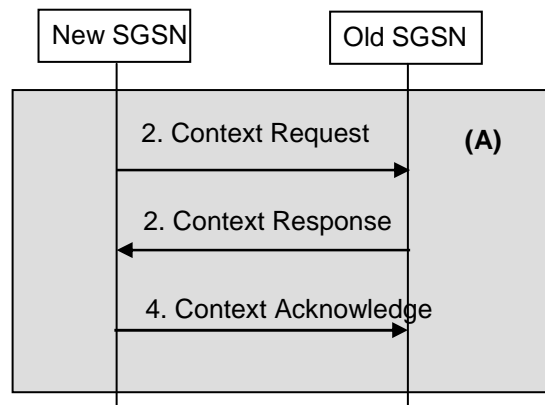 New SGSN
Old SGSN
2. Context Request
(A)
2. Context Response
4. Context Acknowledge